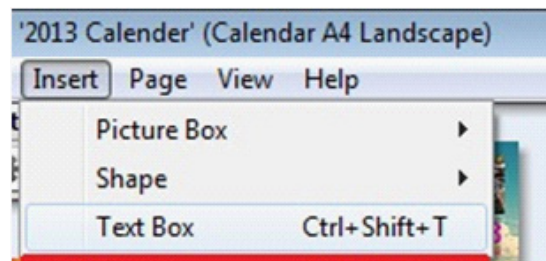 '2013 Calender' (Calendar A4 Landscape)
Insert Page View Help
Picture Box
Shape
Text Box Ctrl+Shift+T